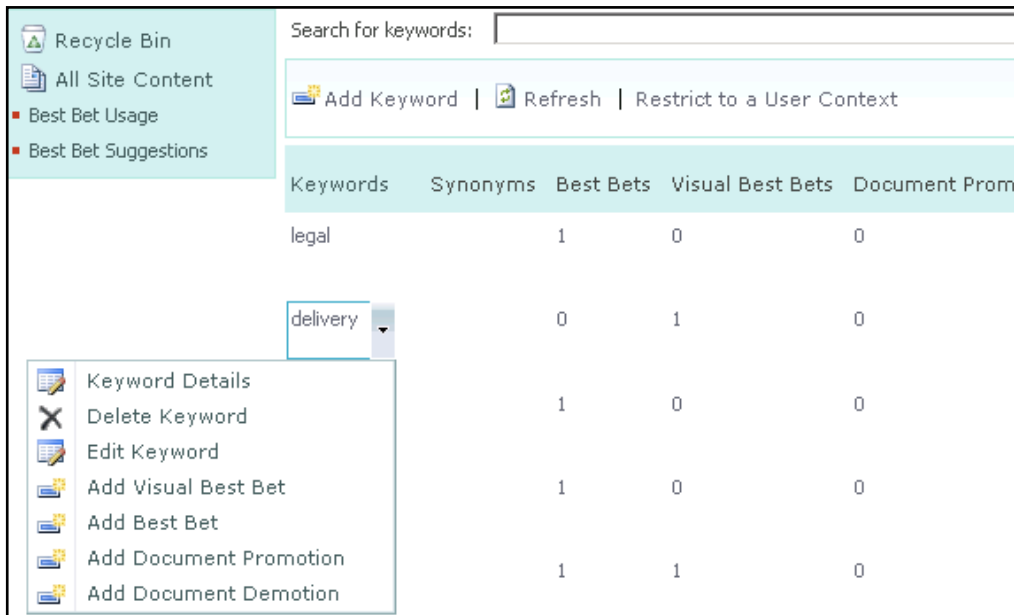 Recycle Bin
All Site Content
Best Bet Usage
Best Bet Suggestions
Search for keywords:
Add Keyword | Refresh | Restrict to a User Context
Keywords Synonyms Best Bets Visual Best Bets Document Prom
legal 1 0 0
delivery 0 1 0
1 0 0
1 0 0
1 1 0
Keyword Details
Delete Keyword
Edit Keyword
Add Visual Best Bet
Add Best Bet
Add Document Promotion
Add Document Demotion